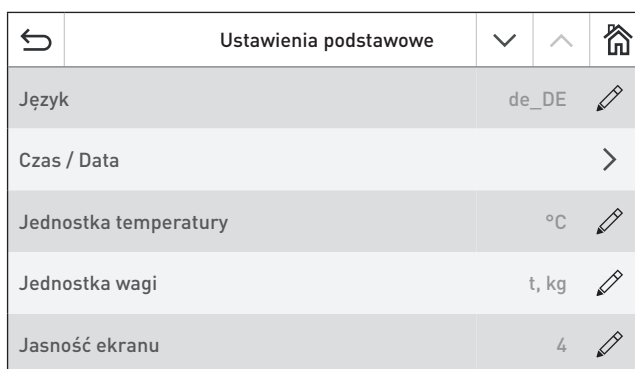 Ustawienia podstawowe
Język de_DE
Czas / Data
Jednostka temperatury °C
Jednostka wagi t, kg
Jasność ekranu 4